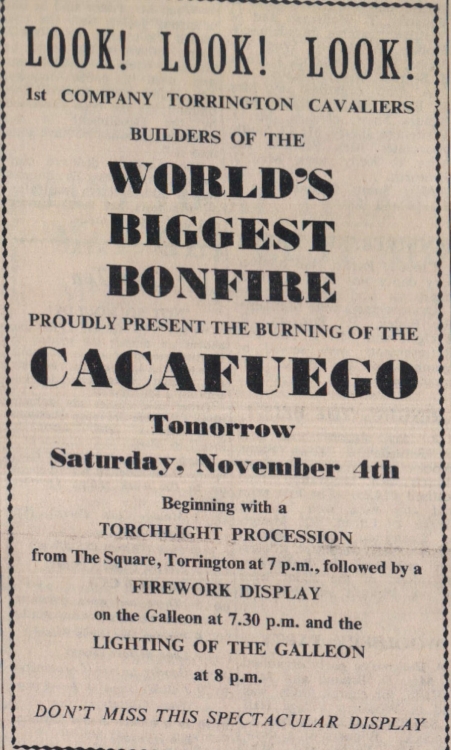 LOOK! LOOK! LOOK!
1st COMPANY TORRINGTON CAVALIERS
BUILDERS OF THE
WORLD'S
BIGGEST
BONFIRE
PROUDLY PRESENT THE BURNING OF THE
CACAFUEGO
Tomorrow
Saturday, November 4th
Beginning with a
TORCHLIGHT PROCESSION
from The Square, Torrington at 7 p.m., followed by a
FIREWORK DISPLAY
on the Galleon at 7.30 p.m. and the
LIGHTING OF THE GALLEON
at 8 p.m.
DON'T MISS THIS SPECTACULAR DISPLAY